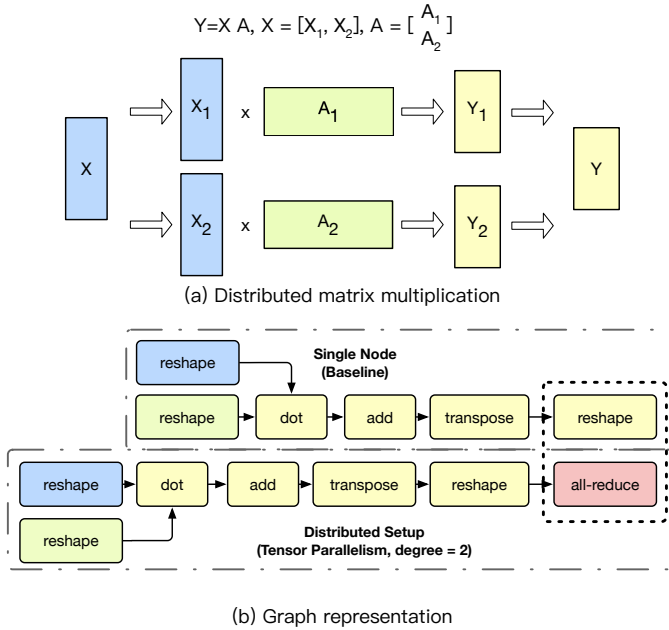 Y=X A, X = [X₁, X₂], A = [ A₁ ]
A₂
X₁ x A₁ Y₁
X Y
X₂ x A₂ Y₂
(a) Distributed matrix multiplication
reshape Single Node
(Baseline)
reshape dot add transpose reshape
reshape dot add transpose reshape all-reduce
reshape Distributed Setup
(Tensor Parallelism, degree = 2)
(b) Graph representation